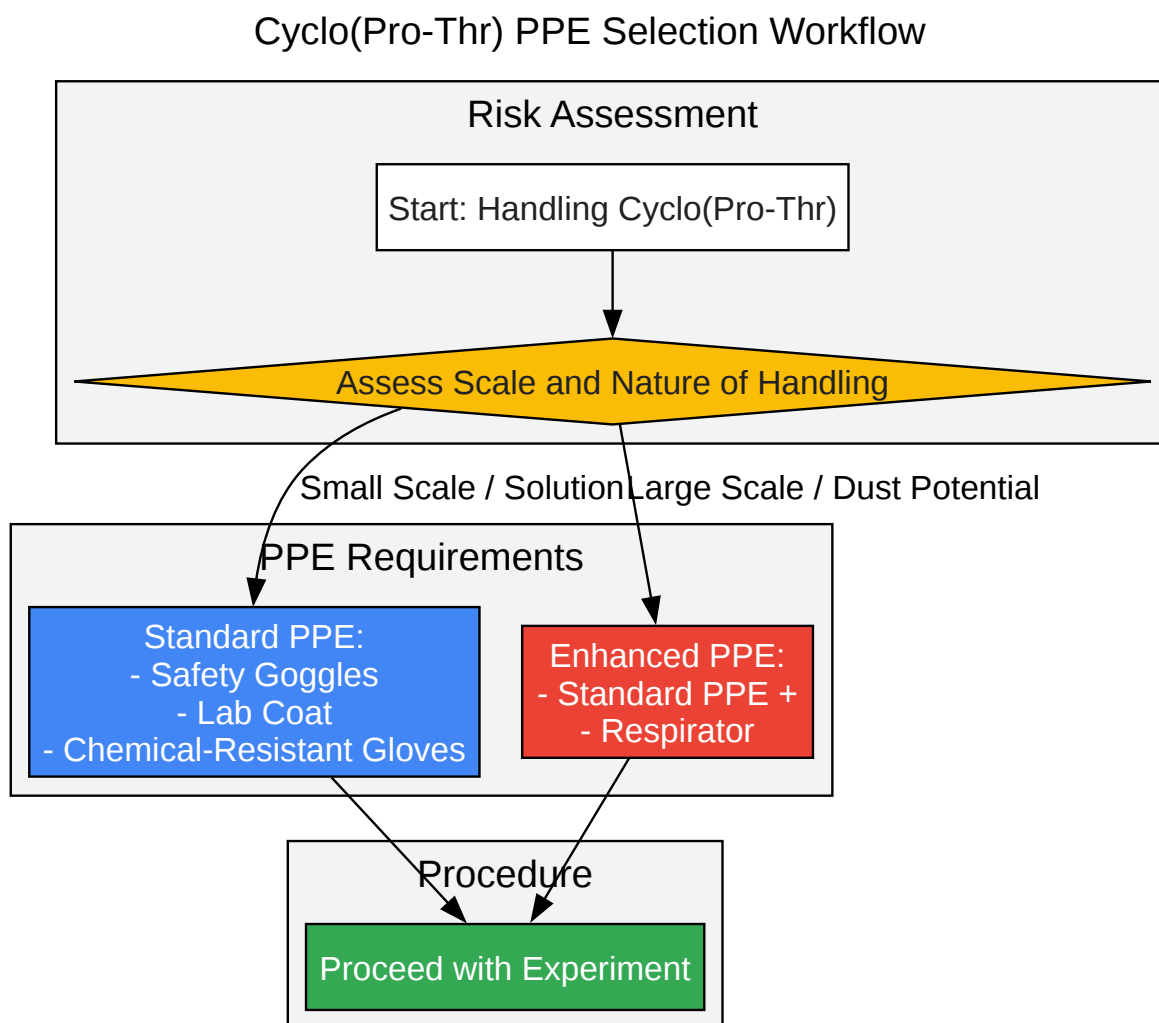 Cyclo(Pro-Thr) PPE Selection Workflow
Risk Assessment
Start: Handling Cyclo(Pro-Thr)
Assess Scale and Nature of Handling
Small Scale / Solution
Large Scale / Dust Potential
PPE Requirements
Standard PPE:
- Safety Goggles
- Lab Coat
- Chemical-Resistant Gloves
Enhanced PPE:
- Standard PPE +
- Respirator
Procedure
Proceed with Experiment